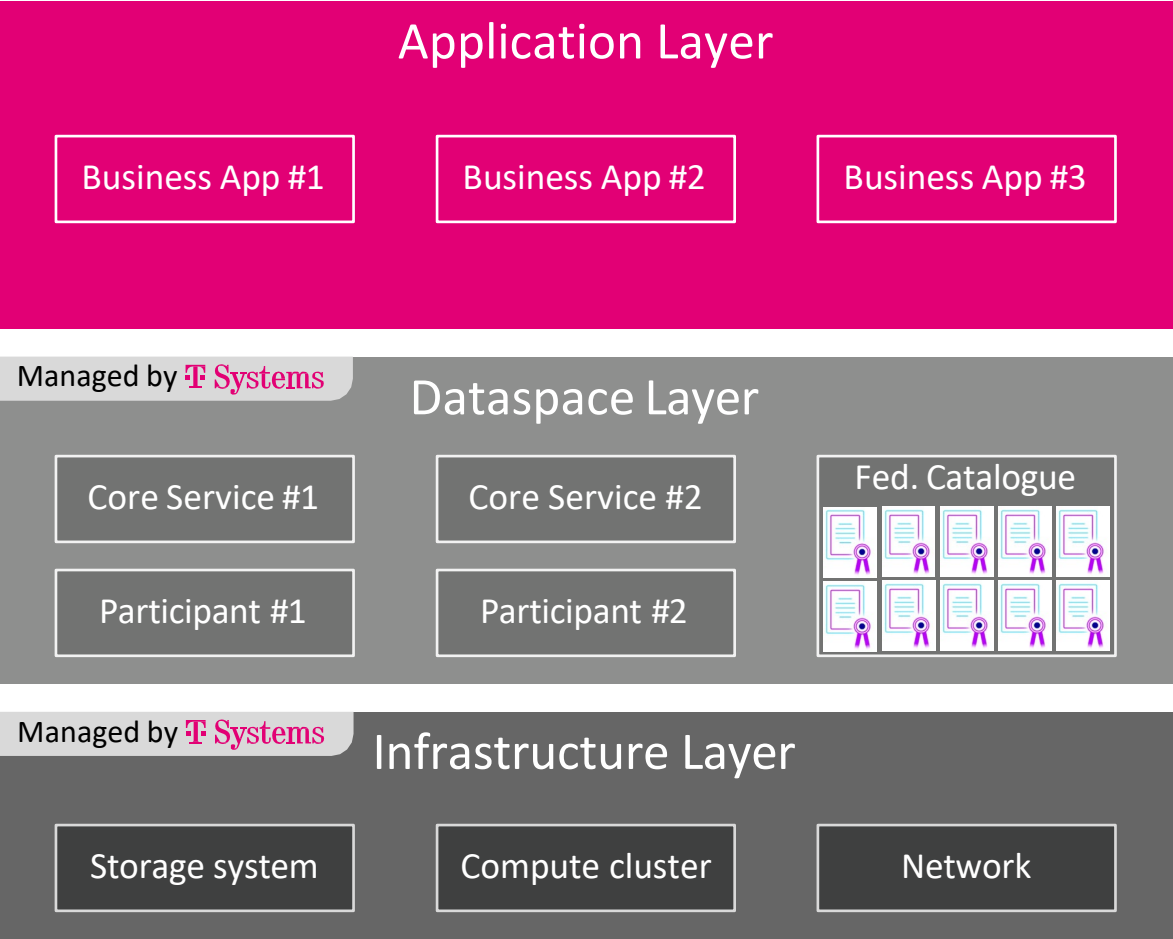 Application Layer
Business App #1
Business App #2
Business App #3
Managed by T Systems
Dataspace Layer
Core Service #1
Core Service #2
Fed. Catalogue
Participant #1
Participant #2
Managed by T Systems
Infrastructure Layer
Storage system
Compute cluster
Network